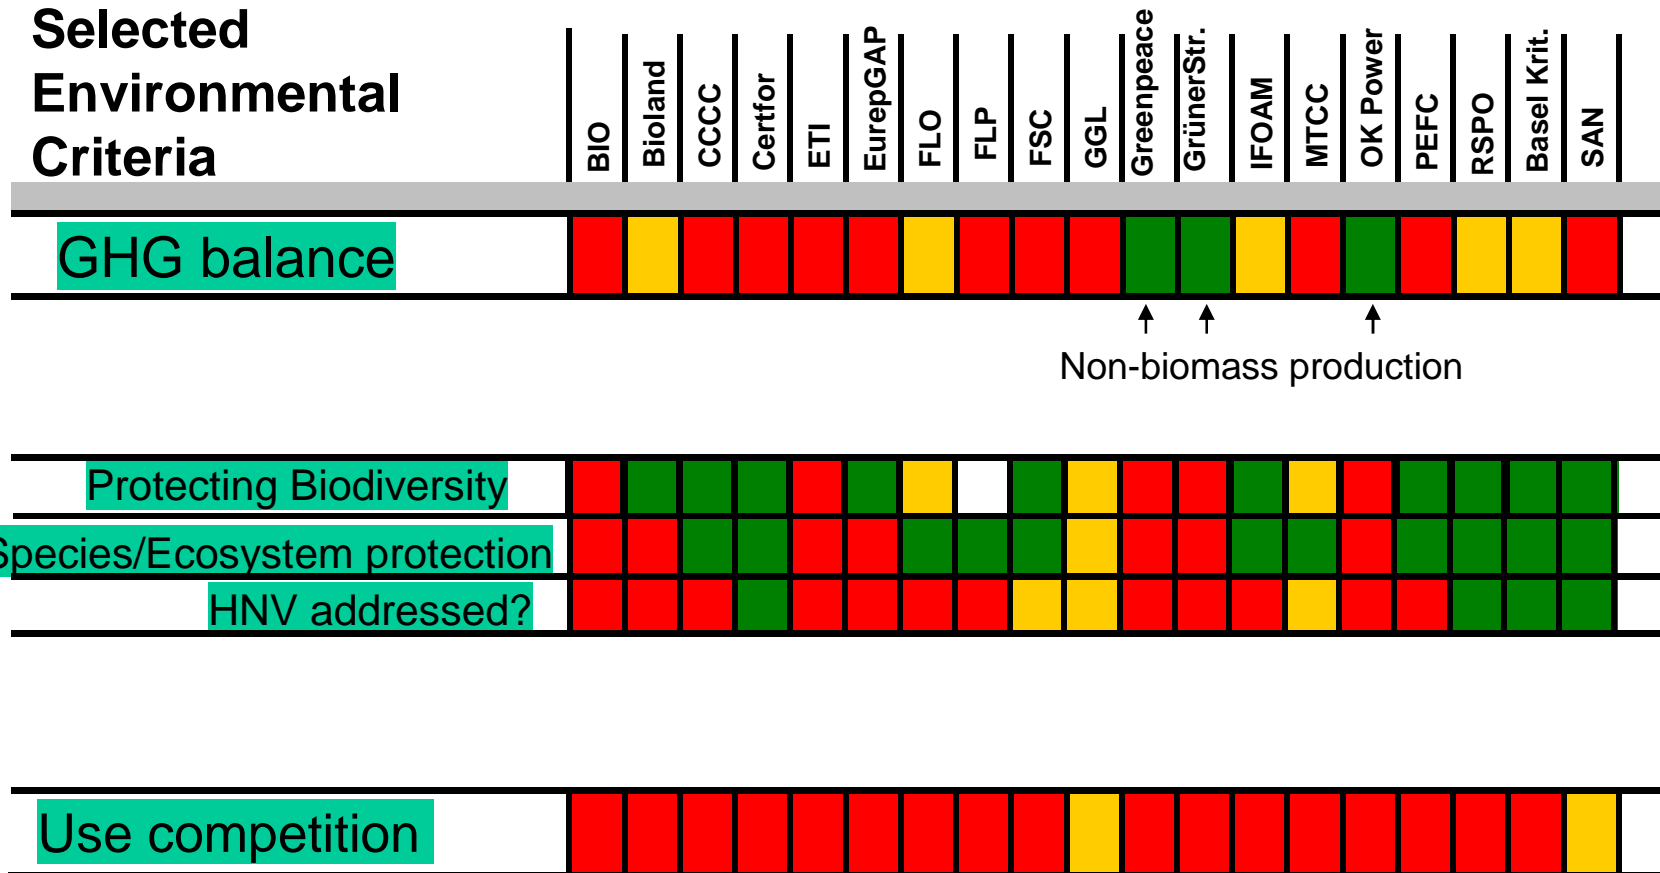 Selected
Environmental
Criteria
BIO
Bioland
CCCC
Certfor
ETI
EurepGAP
FLO
FLP
FSC
GGL
Greenpeace
GrünerStr.
IFOAM
MTCC
OK Power
PEFC
RSPO
Basel Krit.
SAN
GHG balance
Non-biomass production
Protecting Biodiversity
Species/Ecosystem protection
HNV addressed?
Use competition